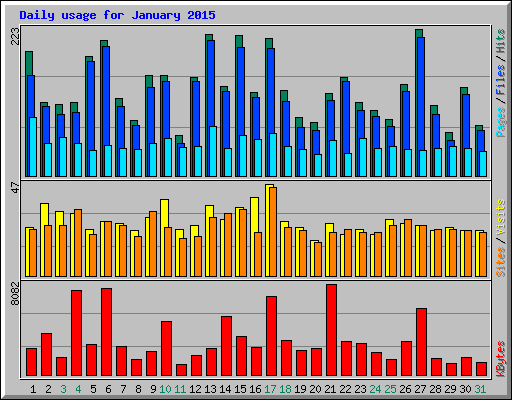 Daily usage for January 2015
223
Pages / Files / Hits
47
Sites / Visits
8082
KBytes
1 2 3 4 5 6 7 8 9 10 11 12 13 14 15 16 17 18 19 20 21 22 23 24 25 26 27 28 29 30 31